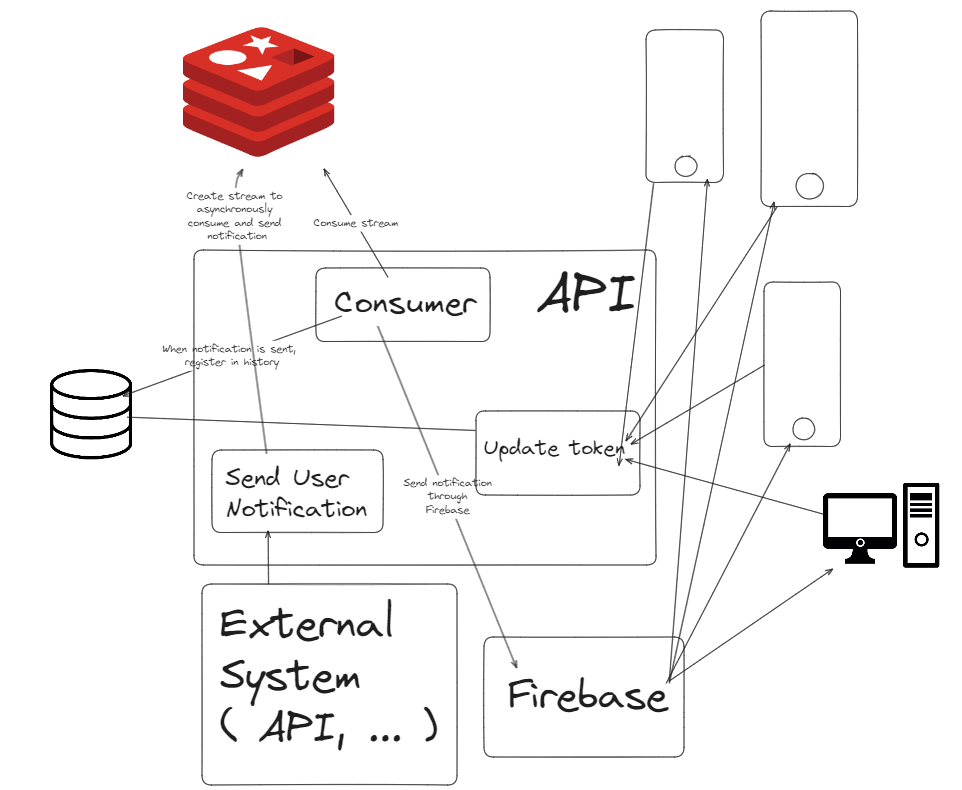 Create stream to
asynchronously
consume and send
notification
Consume stream
API
Consumer
When notification is sent,
register in history
Update token
Send User
Notification
Send notification
through
Firebase
External
System
( API, ... )
Firebase